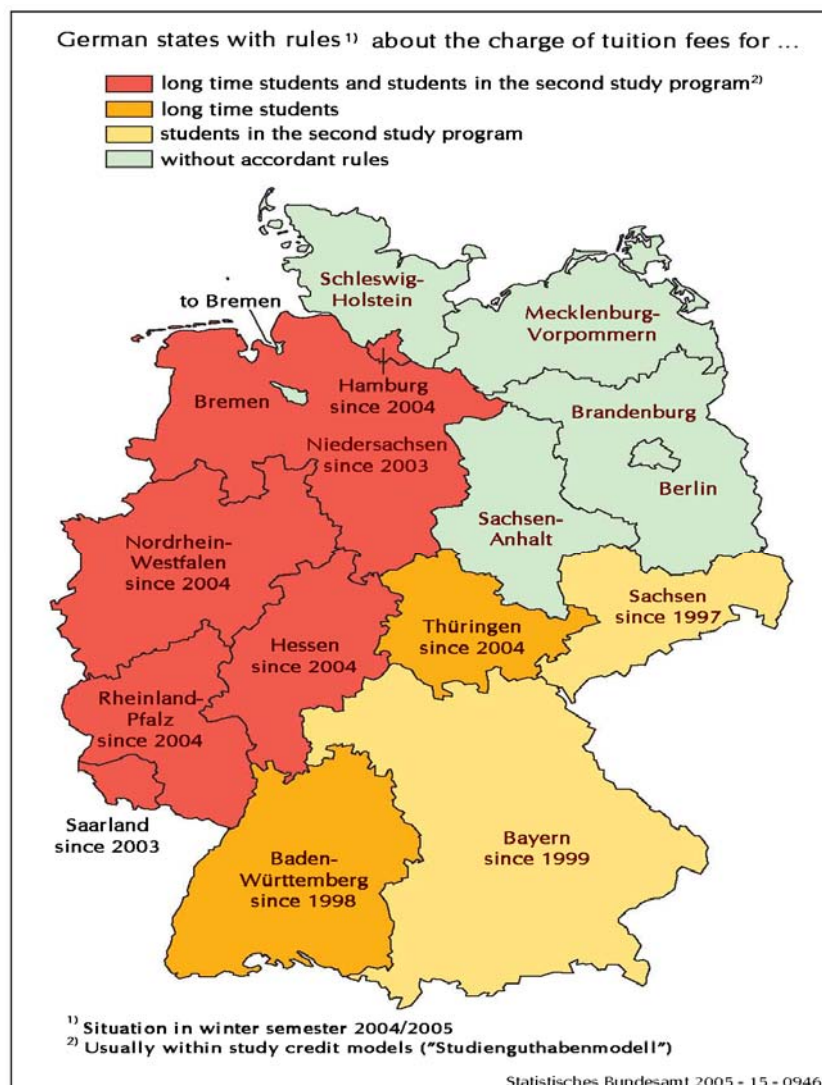 German states with rules 1) about the charge of tuition fees for ...
long time students and students in the second study program 2)
long time students
students in the second study program
without accordant rules
Schleswig-
Holstein
to Bremen
Mecklenburg-
Vorpommern
Hamburg
since 2004
Bremen
Brandenburg
Niedersachsen
since 2003
Berlin
Sachsen-
Anhalt
Nordrhein-
Westfalen
since 2004
Sachsen
since 1997
Thüringen
since 2004
Hessen
since 2004
Rheinland-
Pfalz
since 2004
Saarland
since 2003
Bayern
since 1999
Baden-
Württemberg
since 1998
1) Situation in winter semester 2004/2005
2) Usually within study credit models ("Studienguthabenmodell")
Statistisches Bundesamt 2005 - 15 - 0946